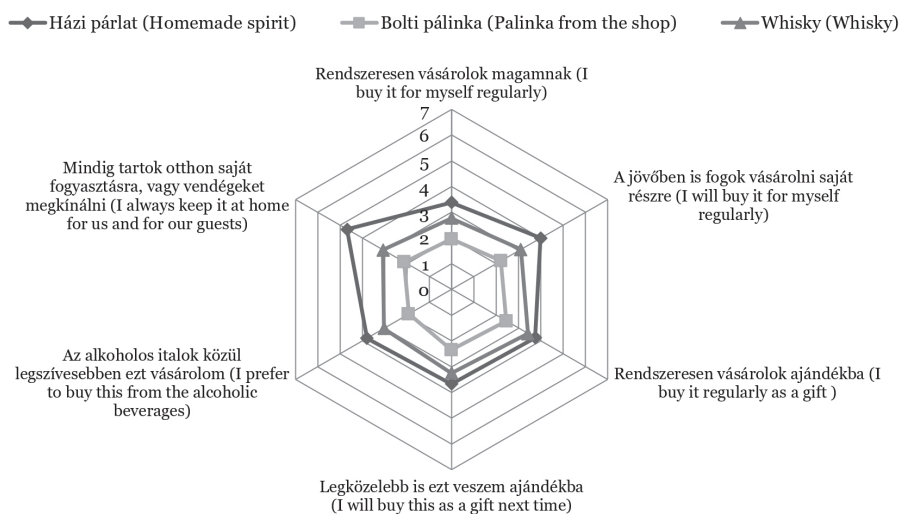 Házi párlat (Homemade spirit)
Bolti pálinka (Palinka from the shop)
Whisky (Whisky)
Rendszeresen vásárolok magamnak (I
buy it for myself regularly)
7
6
5
4
3
2
1
0
A jövőben is fogok vásárolni saját
részre (I will buy it for myself
regularly)
Rendszeresen vásárolok ajándékba (I
buy it regularly as a gift )
Legközelebb is ezt veszem ajándékba
(I will buy this as a gift next time)
Az alkoholos italok közül
legszívesebben ezt vásárolom (I prefer
to buy this from the alcoholic
beverages)
Mindig tartok otthon saját
fogyasztásra, vagy vendégeket
megkínálni (I always keep it at home
for us and for our guests)